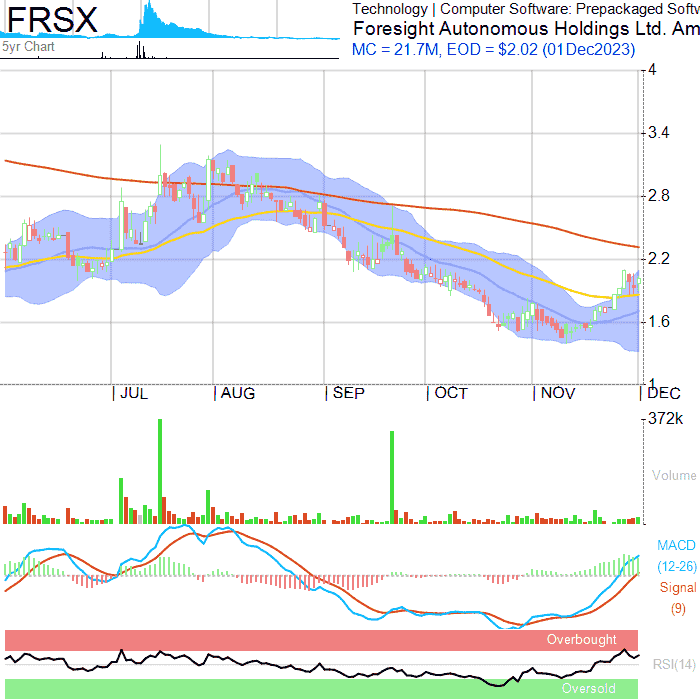 FRSX
5yr Chart
Technology | Computer Software: Prepackaged Softw
Foresight Autonomous Holdings Ltd. Am
MC = 21.7M, EOD = $2.02 (01Dec2023)
4
3.4
2.8
2.2
1.6
1
JUL AUG SEP OCT NOV DEC
372k
Volume
MACD
(12-26)
Signal
(9)
Overbought
RSI(14)
Oversold